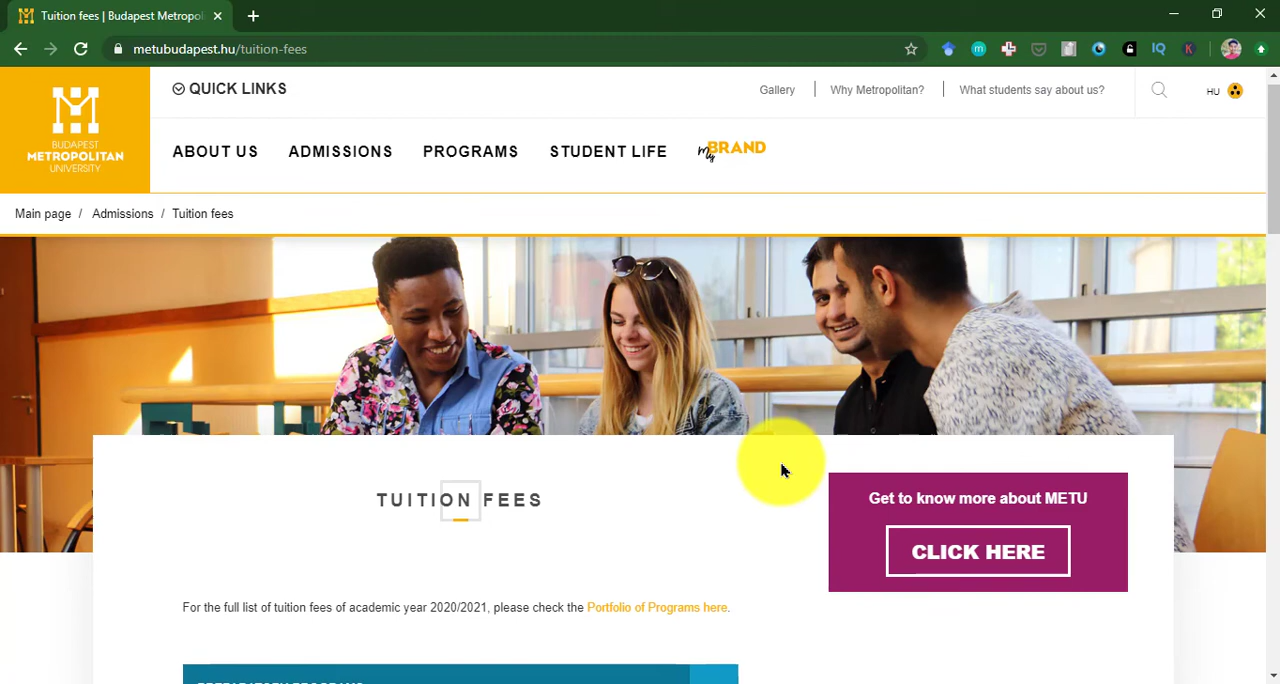 Tuition fees | Budapest Metropol
metubudapest.hu/tuition-fees
QUICK LINKS
Gallery
Why Metropolitan?
What students say about us?
HU
BUDAPEST
METROPOLITAN
UNIVERSITY
ABOUT US
ADMISSIONS
PROGRAMS
STUDENT LIFE
My BRAND
Main page / Admissions / Tuition fees
TUITION FEES
Get to know more about METU
CLICK HERE
For the full list of tuition fees of academic year 2020/2021, please check the Portfolio of Programs here.